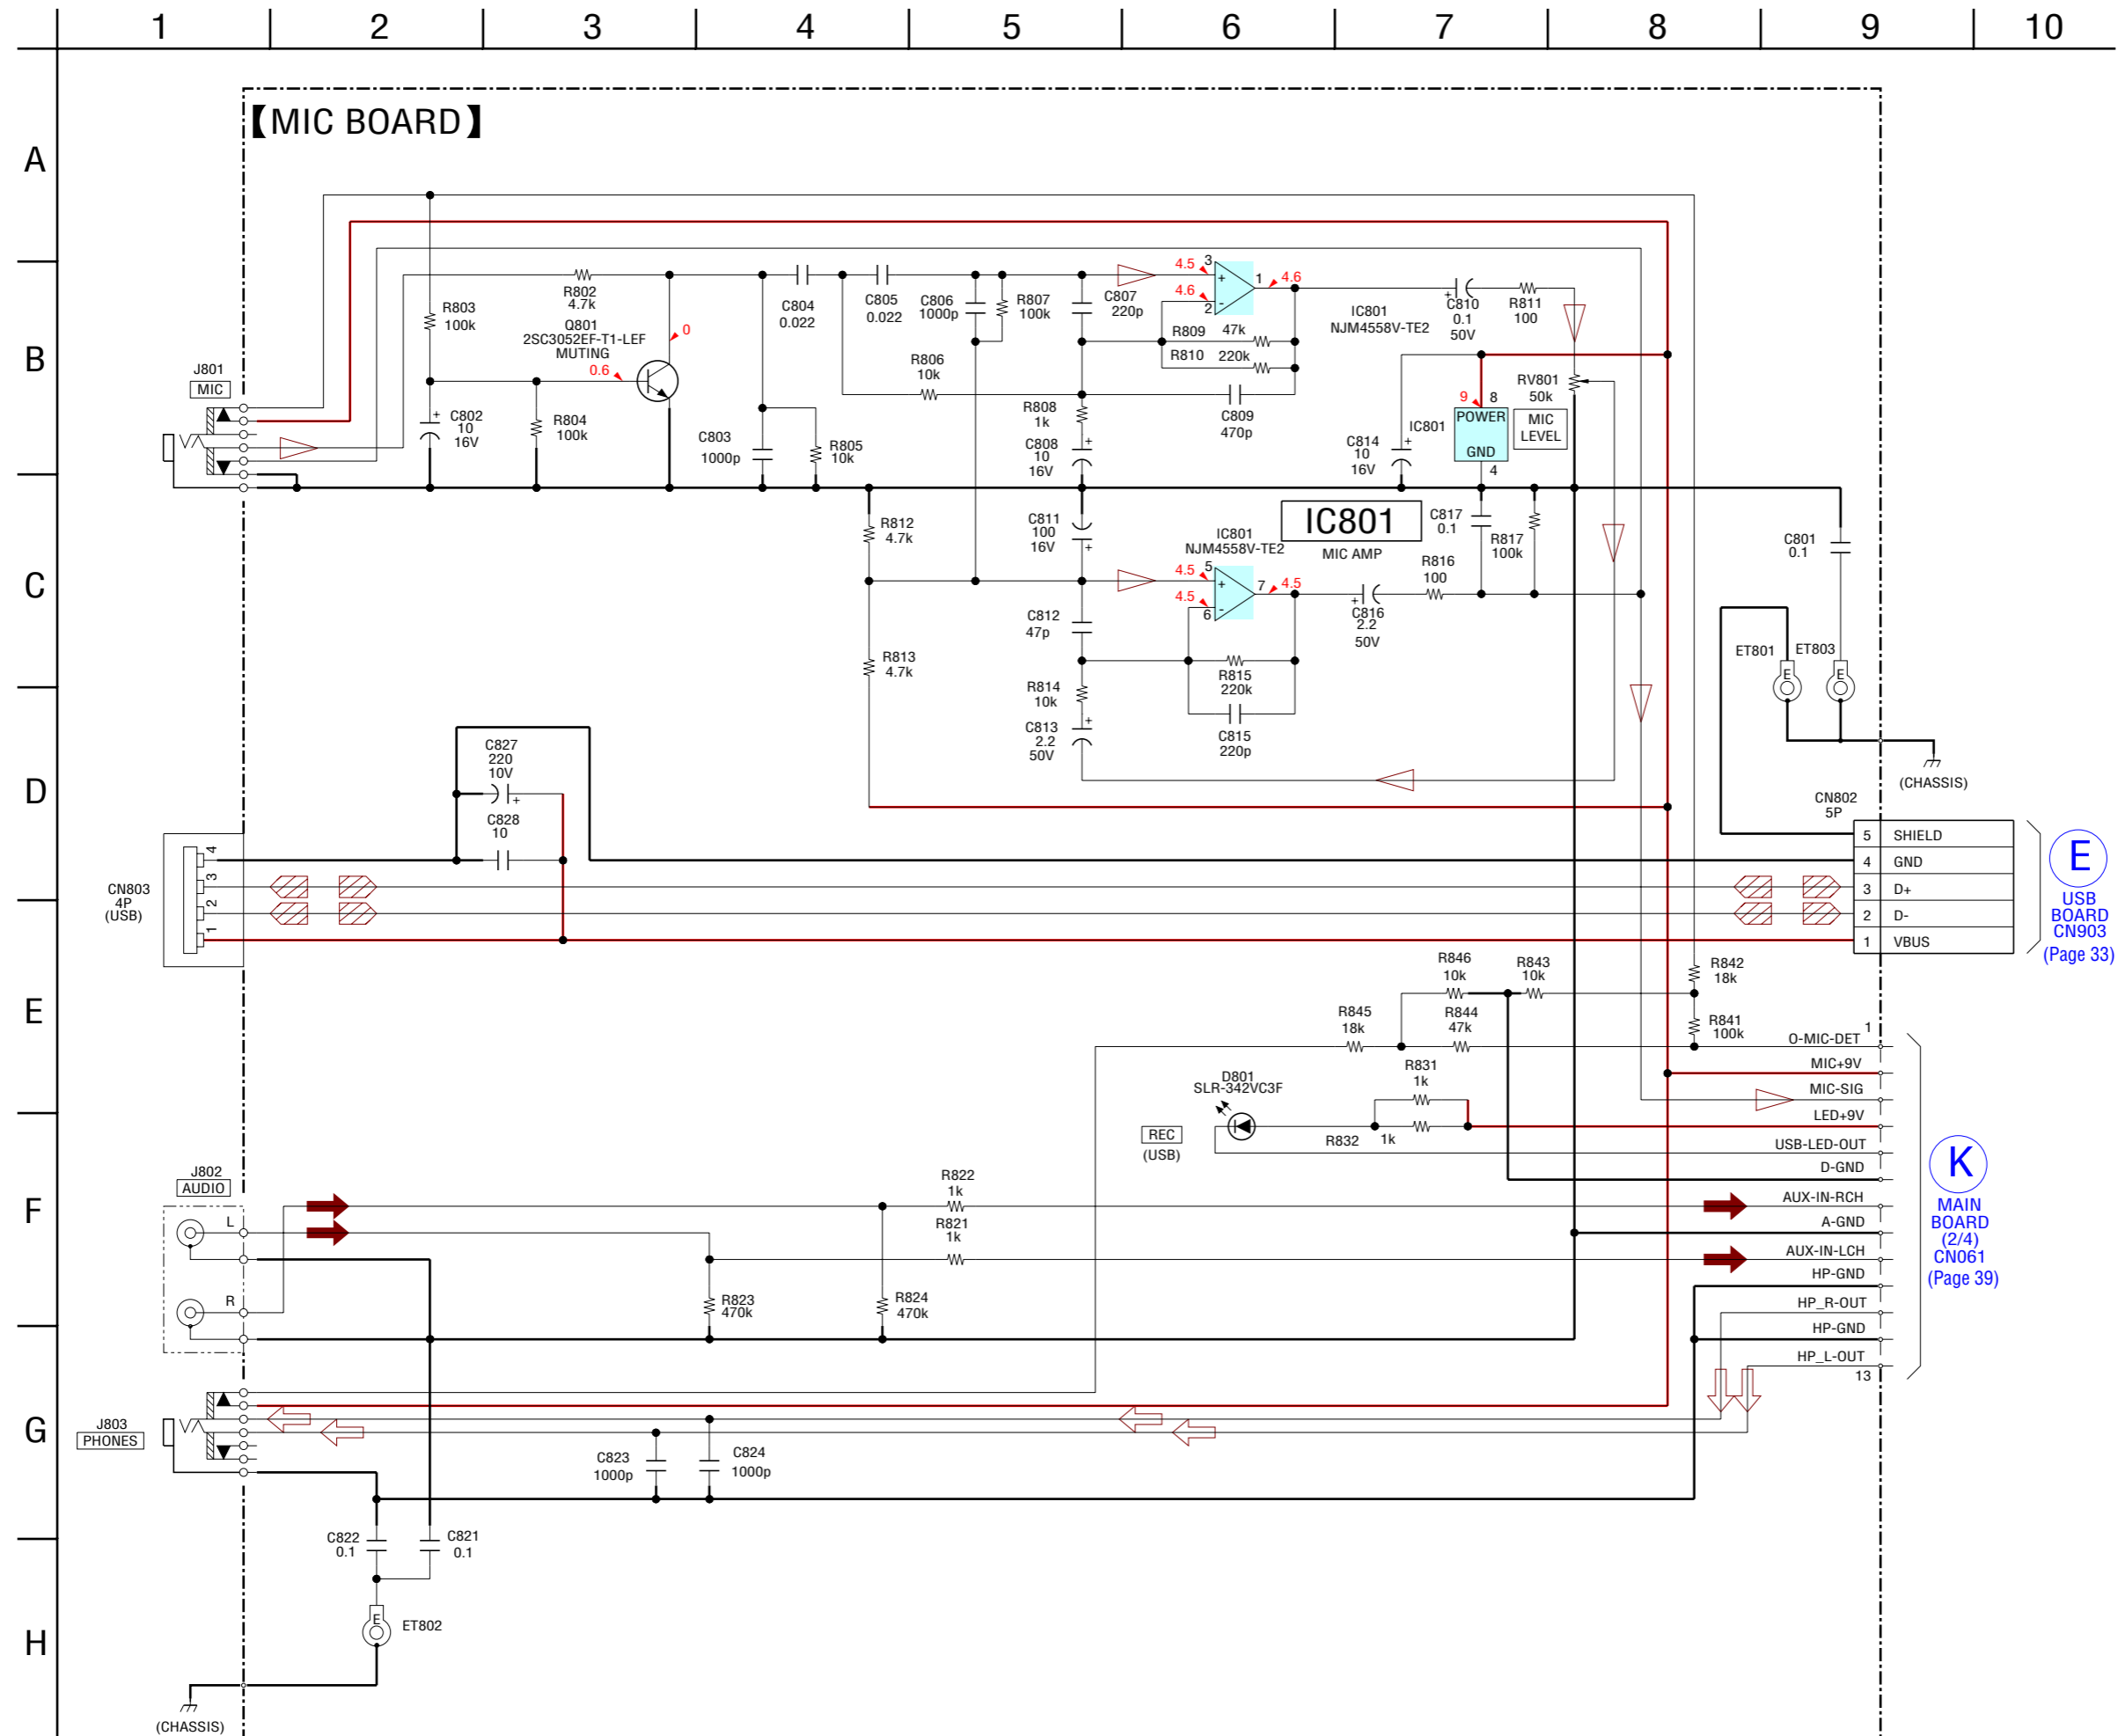 1 2 3 4 5 6 7 8 9 10
A
B
C
D
E
F
G
H
【MIC BOARD】
J801
MIC
R803
100k
C802
10
16V
R802
4.7k
Q801
2SC3052EF-T1-LEF
MUTING
0.6
0
R804
100k
C803
1000p
R805
10k
C804
0.022
C805
0.022
C806
1000p
R807
100k
C807
220p
R806
10k
R808
1k
C808
10
16V
4.5
3
+
4.6
2
-
1
4.6
R809
47k
R810
220k
C809
470p
IC801
NJM4558V-TE2
C810
+
0.1
50V
R811
100
RV801
50k
MIC
LEVEL
IC801
9
8
POWER
GND
4
C814
10
16V
+
R812
4.7k
C811
100
16V
+
IC801
NJM4558V-TE2
IC801
MIC AMP
C817
0.1
R817
100k
R816
100
C801
0.1
4.5
5
+
4.5
6
-
7
4.5
C816
+
2.2
50V
C812
47p
R813
4.7k
R814
10k
C813
2.2
50V
+
R815
220k
C815
220p
ET801
E
ET803
E
(CHASSIS)
C827
220
10V
+
C828
10
CN803
4P
(USB)
4
3
2
1
CN802
5P
5 SHIELD
4 GND
3 D+
2 D-
1 VBUS
E
USB
BOARD
CN903
(Page 33)
R846
10k
R843
10k
R842
18k
R845
18k
R844
47k
R841
100k
R831
1k
D801
SLR-342VC3F
REC
(USB)
R832
1k
1
O-MIC-DET
MIC+9V
MIC-SIG
LED+9V
USB-LED-OUT
D-GND
AUX-IN-RCH
A-GND
AUX-IN-LCH
HP-GND
HP_R-OUT
HP-GND
HP_L-OUT
13
K
MAIN
BOARD
(2/4)
CN061
(Page 39)
J802
AUDIO
L
R
R822
1k
R821
1k
R823
470k
R824
470k
J803
PHONES
C823
1000p
C824
1000p
C822
0.1
C821
0.1
E
ET802
(CHASSIS)